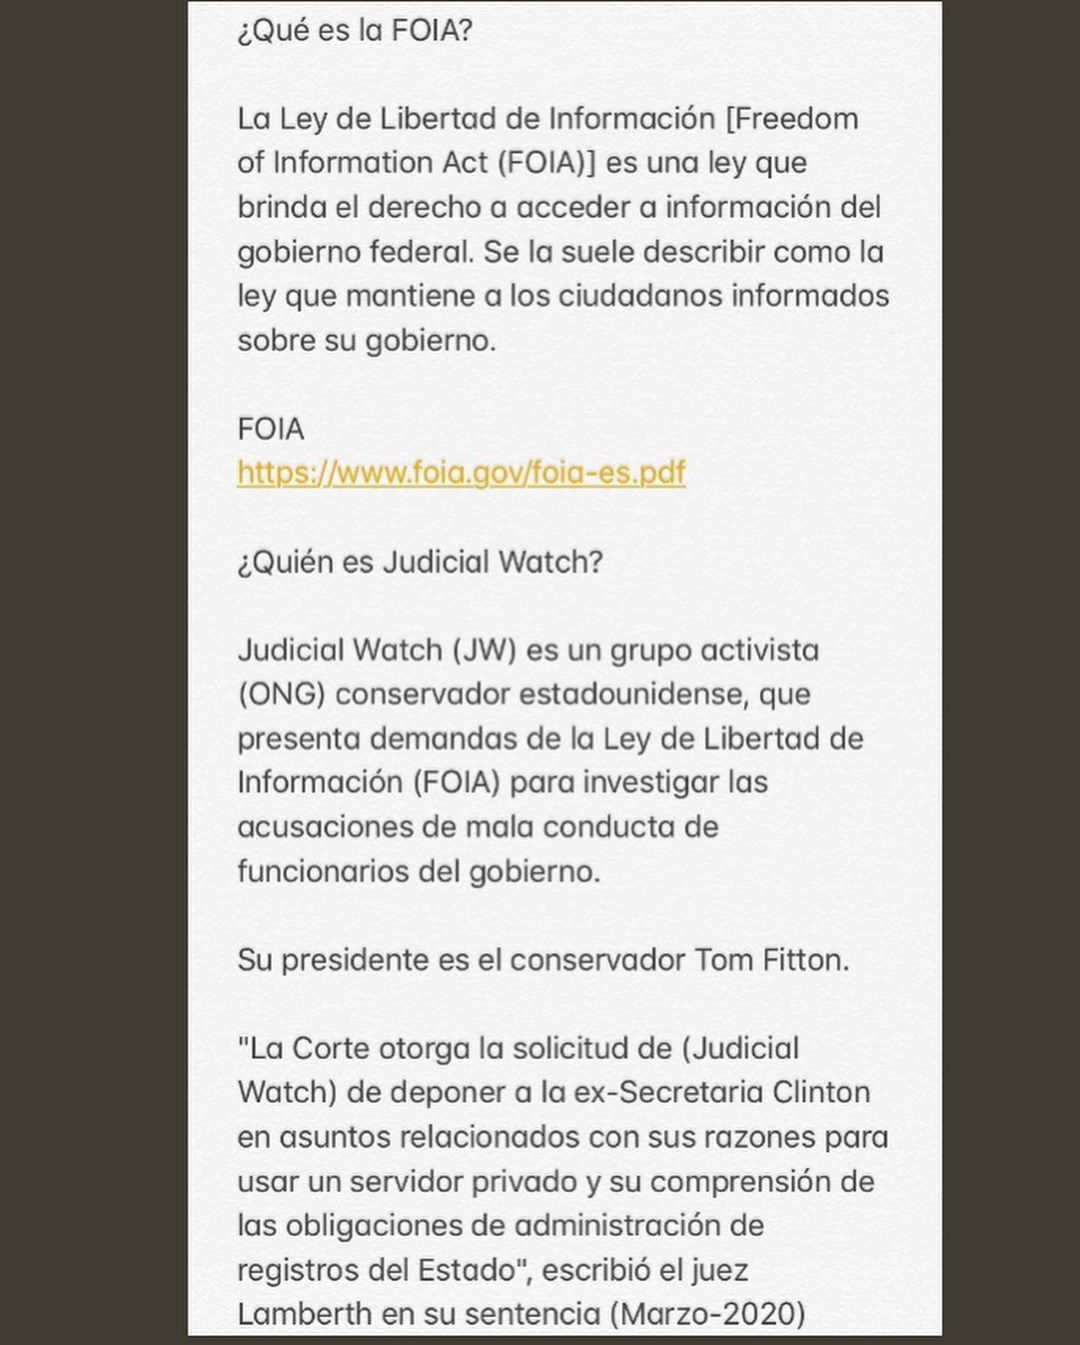 ¿Qué es la FOIA?
La Ley de Libertad de Información [Freedom
of Information Act (FOIA)] es una ley que
brinda el derecho a acceder a información del
gobierno federal. Se la suele describir como la
ley que mantiene a los ciudadanos informados
sobre su gobierno.
FOIA
https://www.foia.gov/foia-es.pdf
¿Quién es Judicial Watch?
Judicial Watch (JW) es un grupo activista
(ONG) conservador estadounidense, que
presenta demandas de la Ley de Libertad de
Información (FOIA) para investigar las
acusaciones de mala conducta de
funcionarios del gobierno.
Su presidente es el conservador Tom Fitton.
"La Corte otorga la solicitud de (Judicial
Watch) de deponer a la ex-Secretaria Clinton
en asuntos relacionados con sus razones para
usar un servidor privado y su comprensión de
las obligaciones de administración de
registros del Estado", escribió el juez
Lamberth en su sentencia (Marzo-2020)